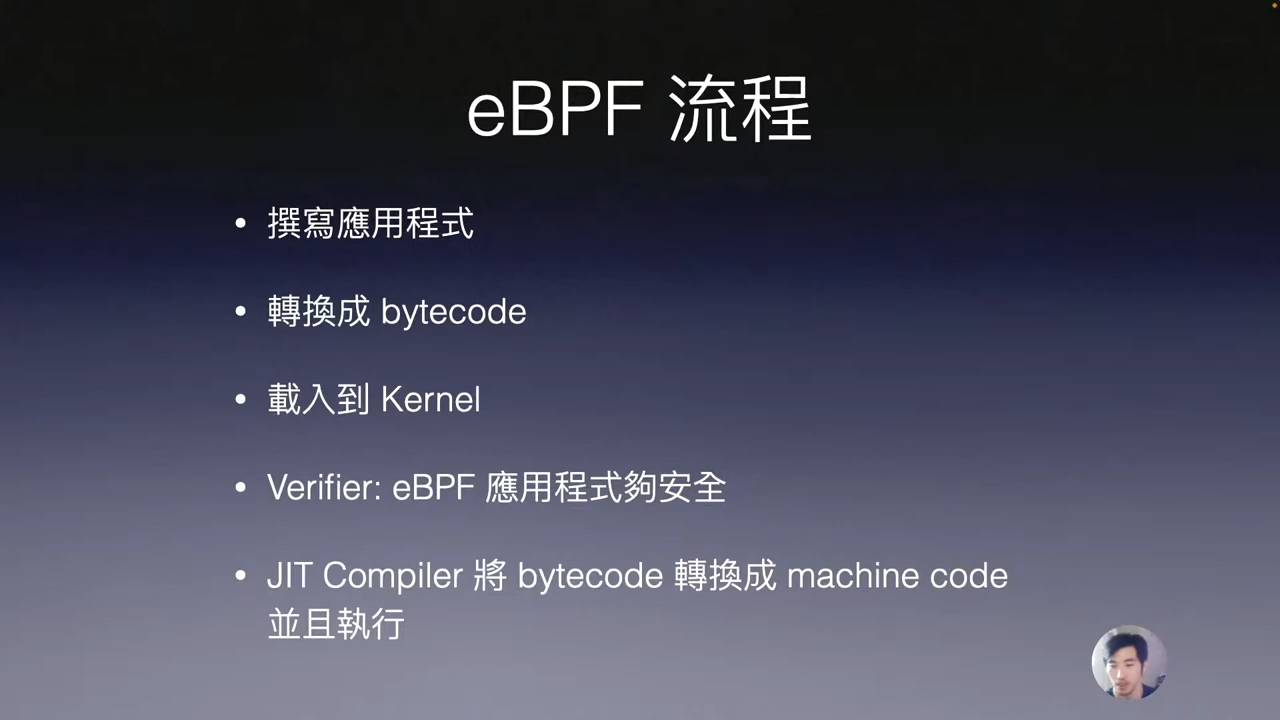 eBPF 流程
• 撰寫應用程式
• 轉換成 bytecode
• 載入到 Kernel
• Verifier: eBPF 應用程式夠安全
• JIT Compiler 將 bytecode 轉換成 machine code
並且執行